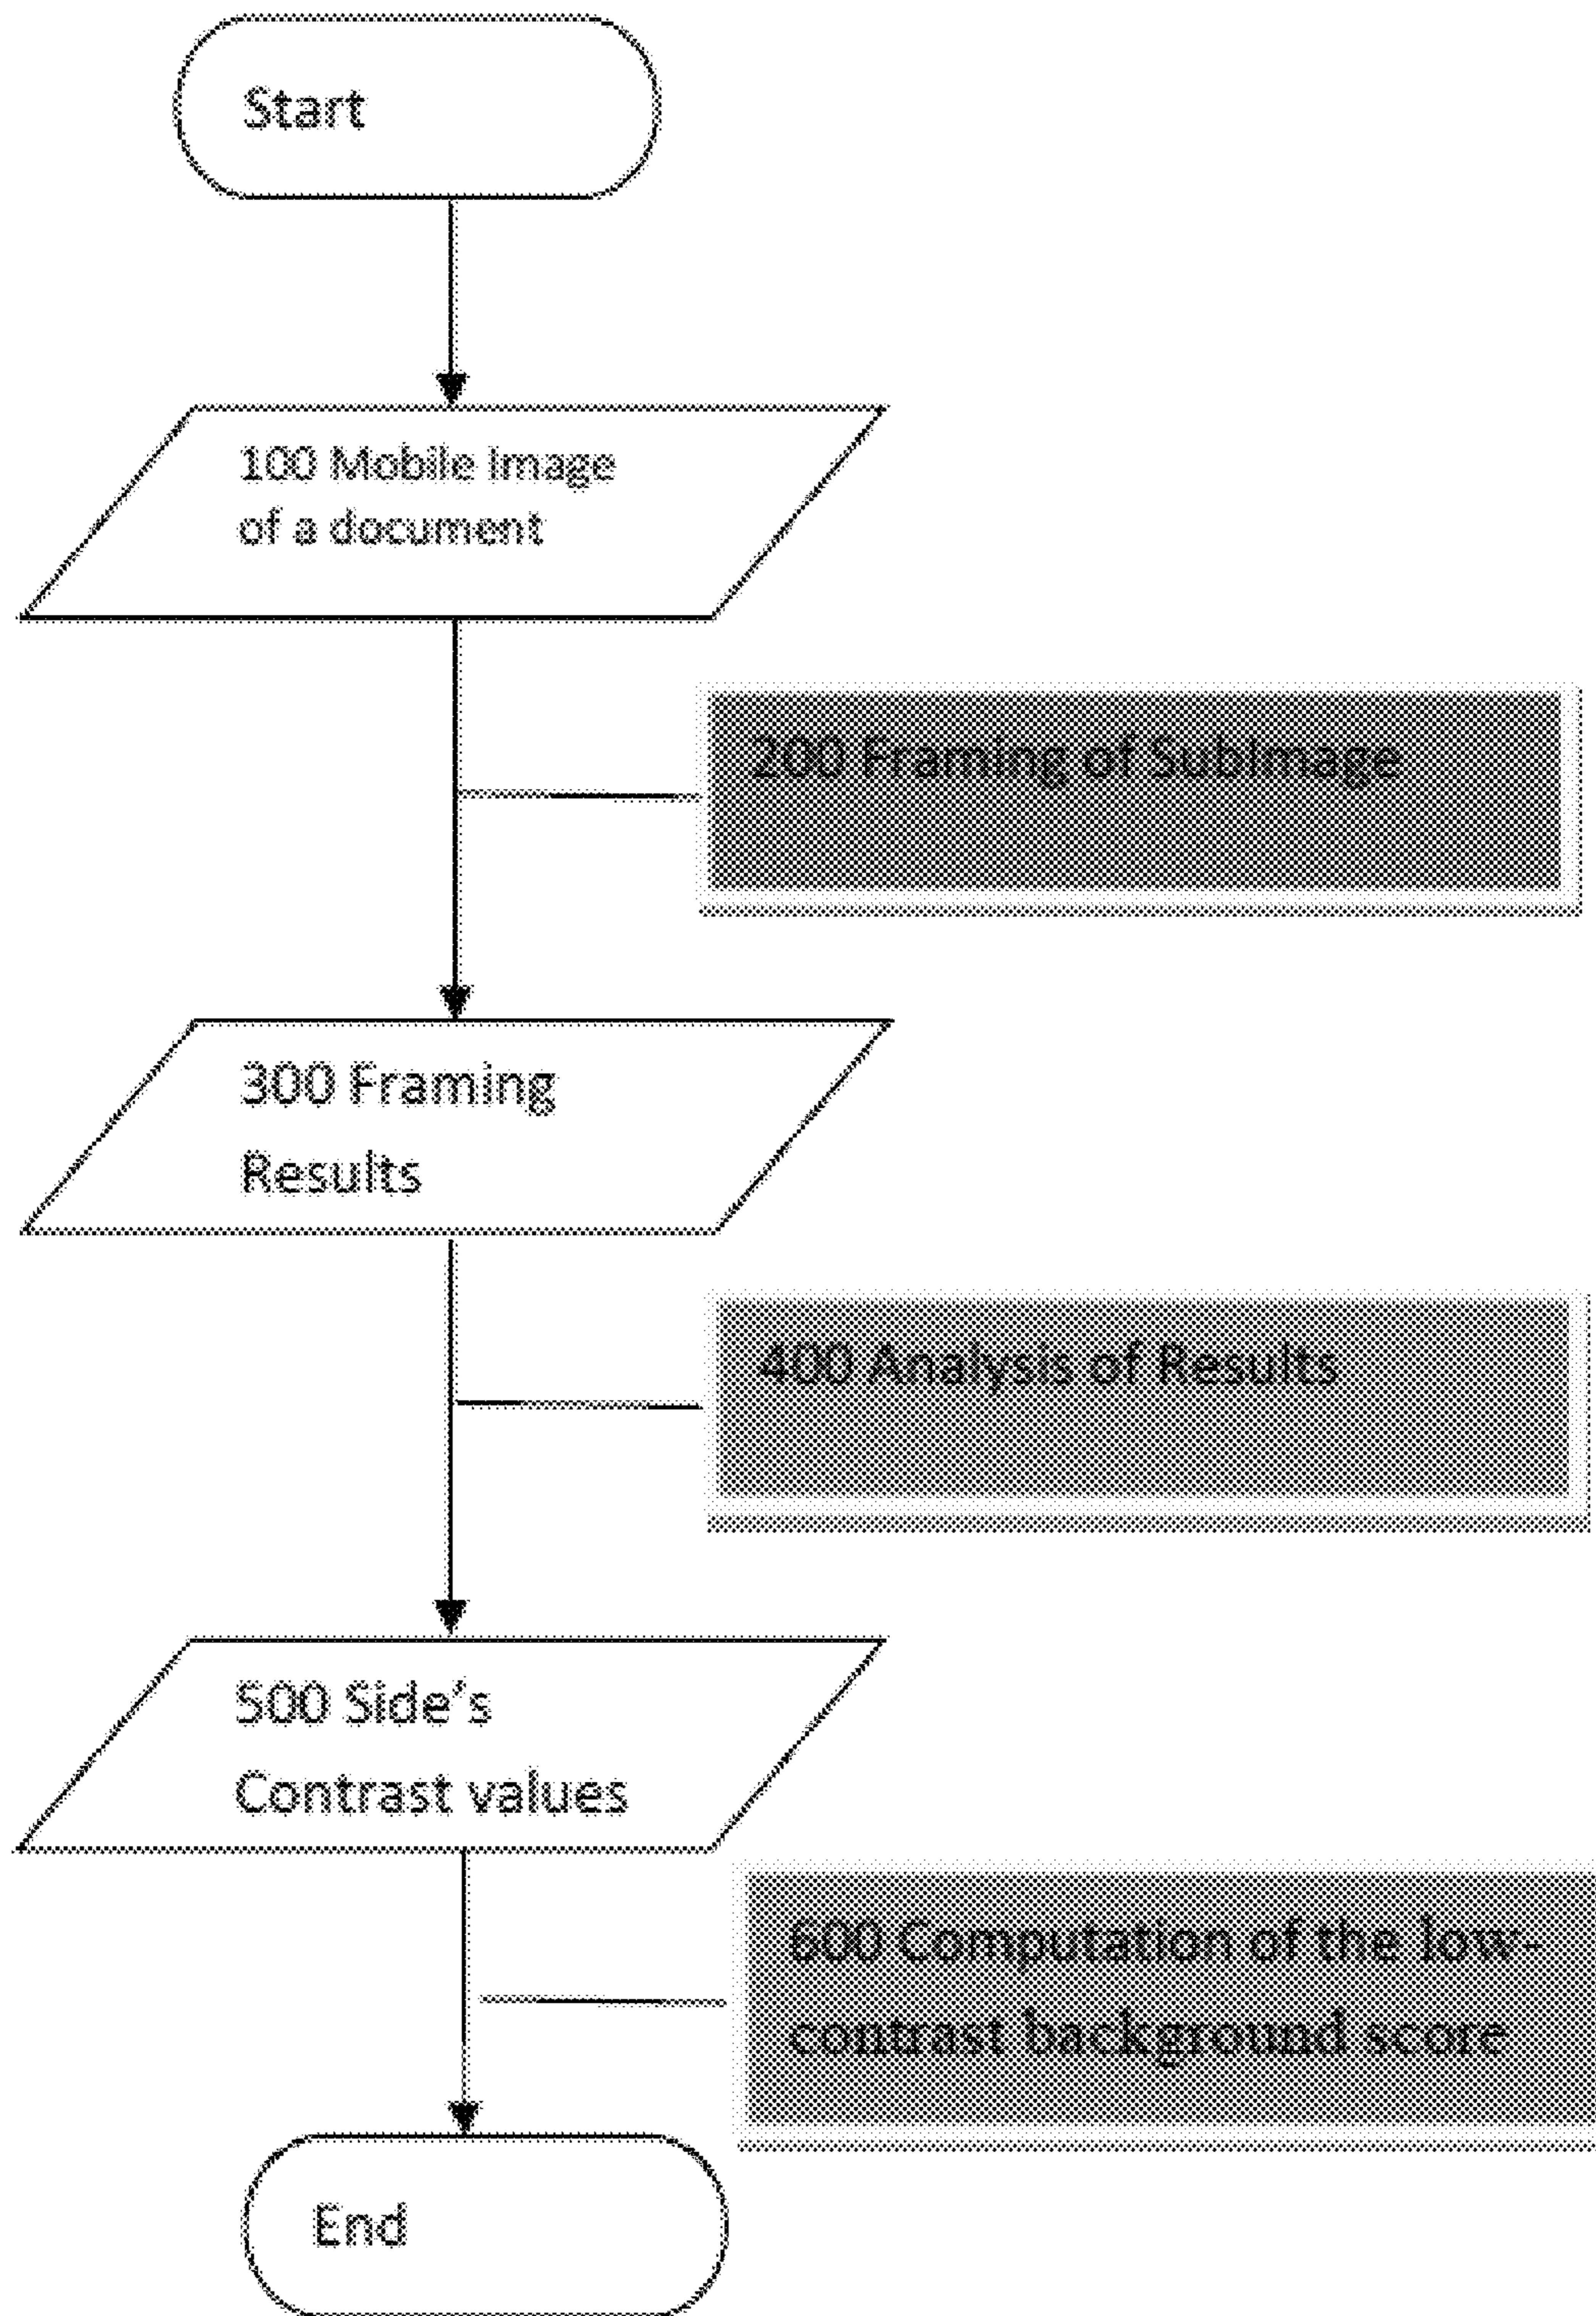 Start
100 Mobile Image
of a document
200 Framing of SubImage
300 Framing
Results
400 Analysis of Results
500 Side's
Contrast values
600 Computation of the low-
contrast background score
End